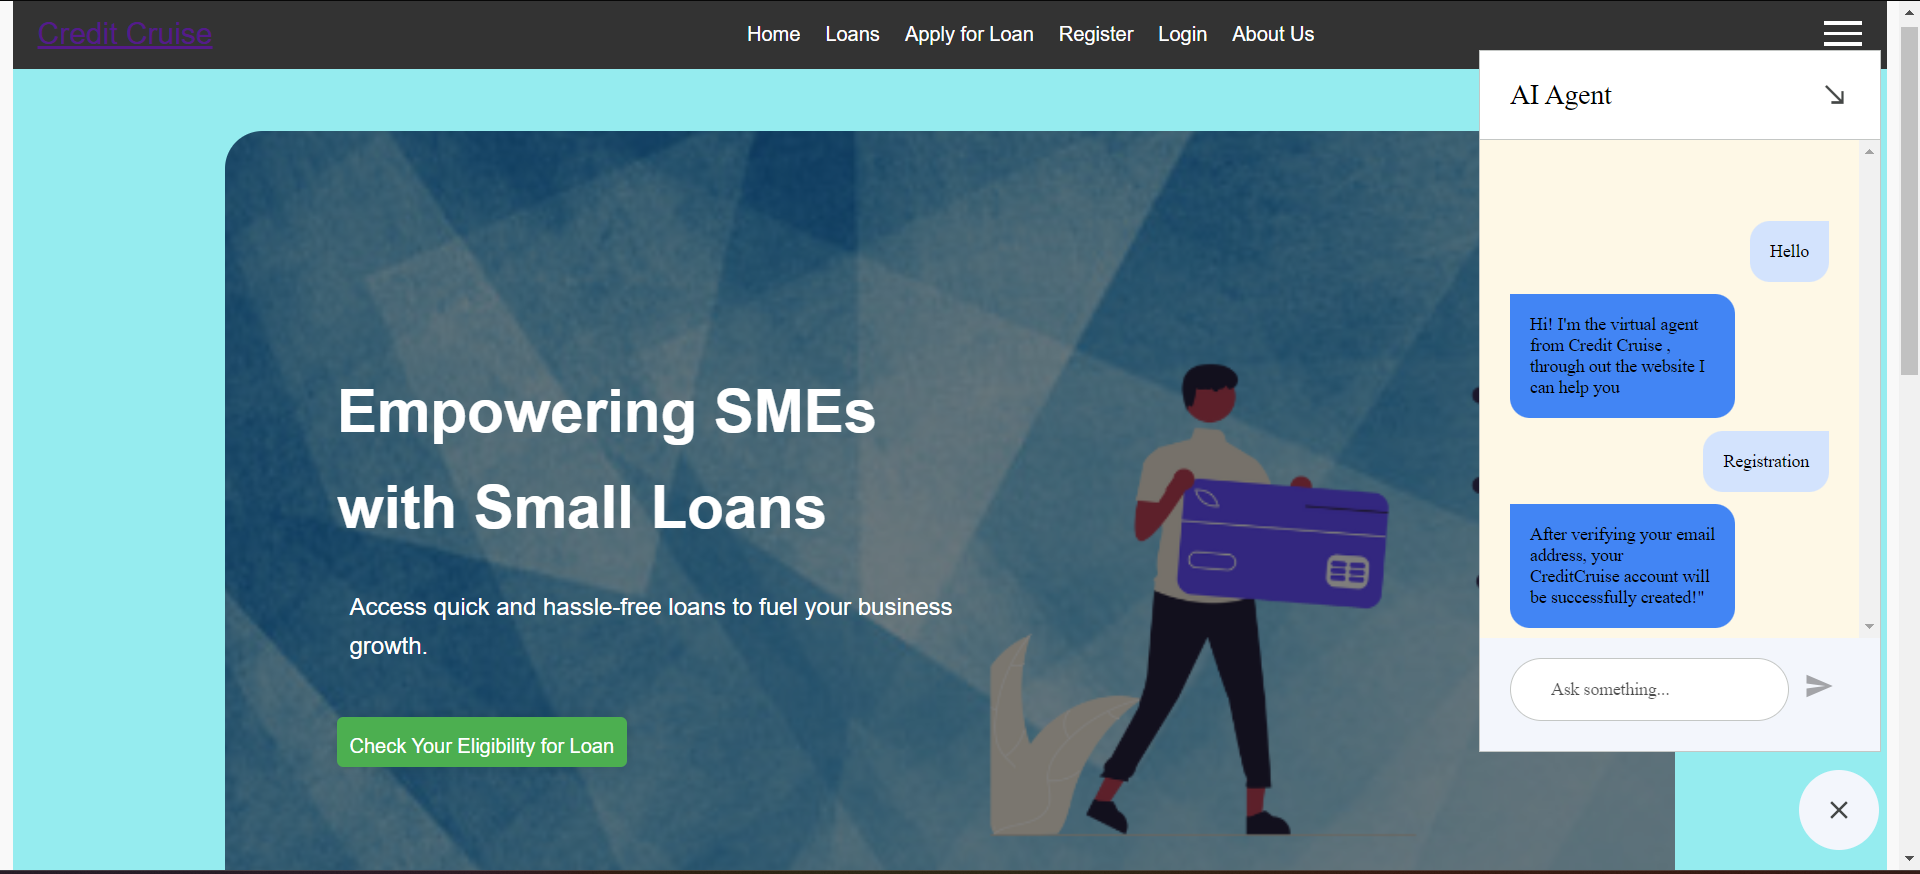 Credit Cruise
Home Loans Apply for Loan Register Login About Us
Empowering SMEs
with Small Loans
Access quick and hassle-free loans to fuel your business
growth.
Check Your Eligibility for Loan
AI Agent
Hello
Hi! I'm the virtual agent
from Credit Cruise ,
through out the website I
can help you
Registration
After verifying your email
address, your
CreditCruise account will
be successfully created!"
Ask something...